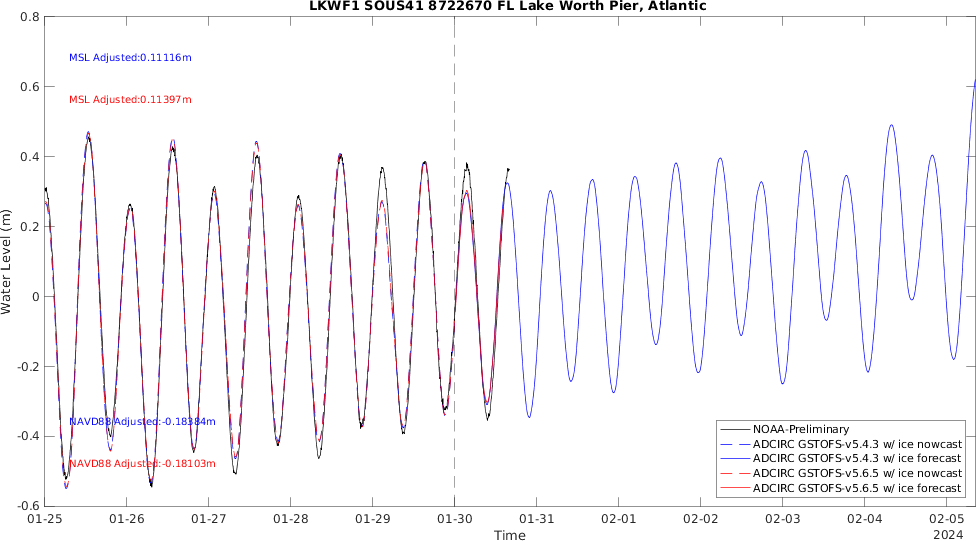 LKWF1 SOUS41 8722670 FL Lake Worth Pier, Atlantic
0.8
0.6
0.4
0.2
0
-0.2
-0.4
-0.6
Water Level (m)
MSL Adjusted:0.11116m
MSL Adjusted:0.11397m
NAVD88 Adjusted:-0.18384m
NAVD88 Adjusted:-0.18103m
NOAA-Preliminary
ADCIRC GSTOFS-v5.4.3 w/ ice nowcast
ADCIRC GSTOFS-v5.4.3 w/ ice forecast
ADCIRC GSTOFS-v5.6.5 w/ ice nowcast
ADCIRC GSTOFS-v5.6.5 w/ ice forecast
01-25 01-26 01-27 01-28 01-29 01-30 01-31 02-01 02-02 02-03 02-04 02-05
Time
2024